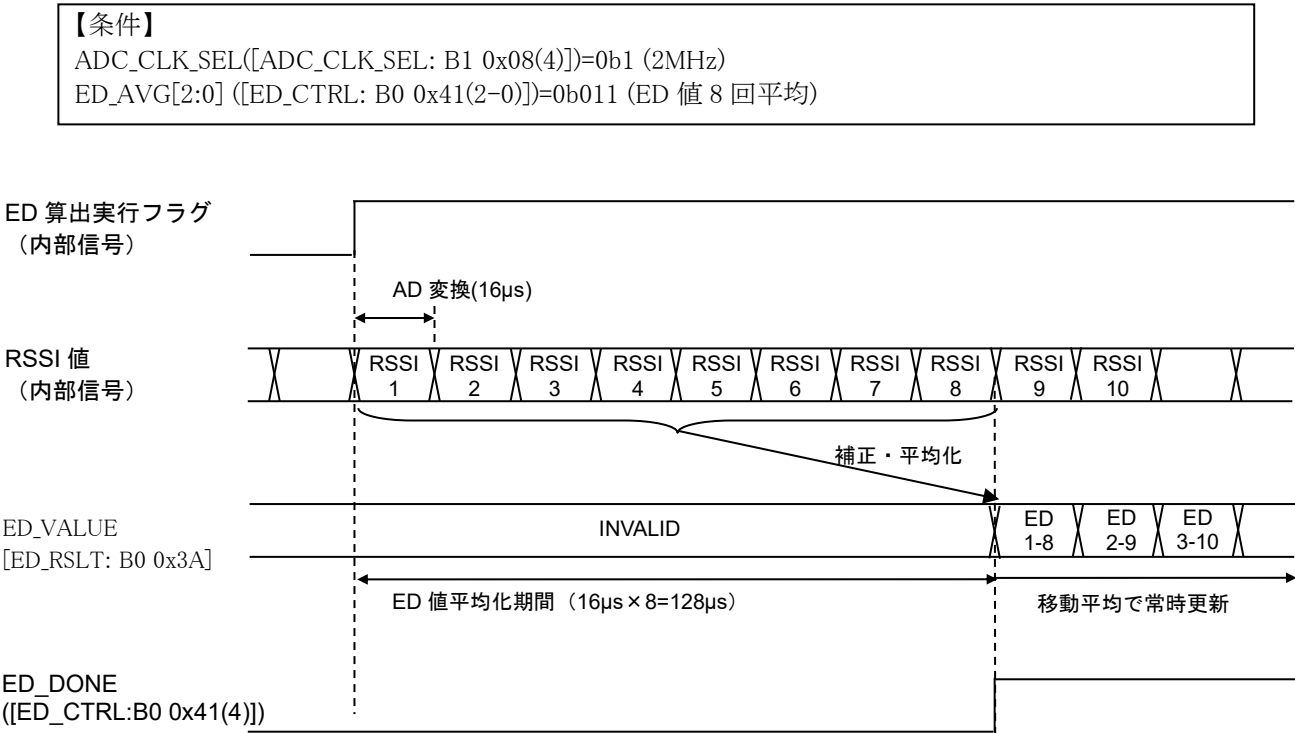 【条件】
ADC_CLK_SEL([ADC_CLK_SEL: B1 0x08(4)])=0b1 (2MHz)
ED_AVG[2:0] ([ED_CTRL: B0 0x41(2-0)])=0b011 (ED 値 8 回平均)
ED 算出実行フラグ
（内部信号）
AD 変換(16μs)
RSSI 値
（内部信号）
RSSI RSSI RSSI RSSI RSSI RSSI RSSI RSSI RSSI RSSI
1 2 3 4 5 6 7 8 9 10
補正・平均化
ED_VALUE
[ED_RSLT: B0 0x3A]
INVALID
ED ED ED
1-8 2-9 3-10
ED 値平均化期間（16μs×8=128μs）
移動平均で常時更新
ED_DONE
([ED_CTRL:B0 0x41(4)])